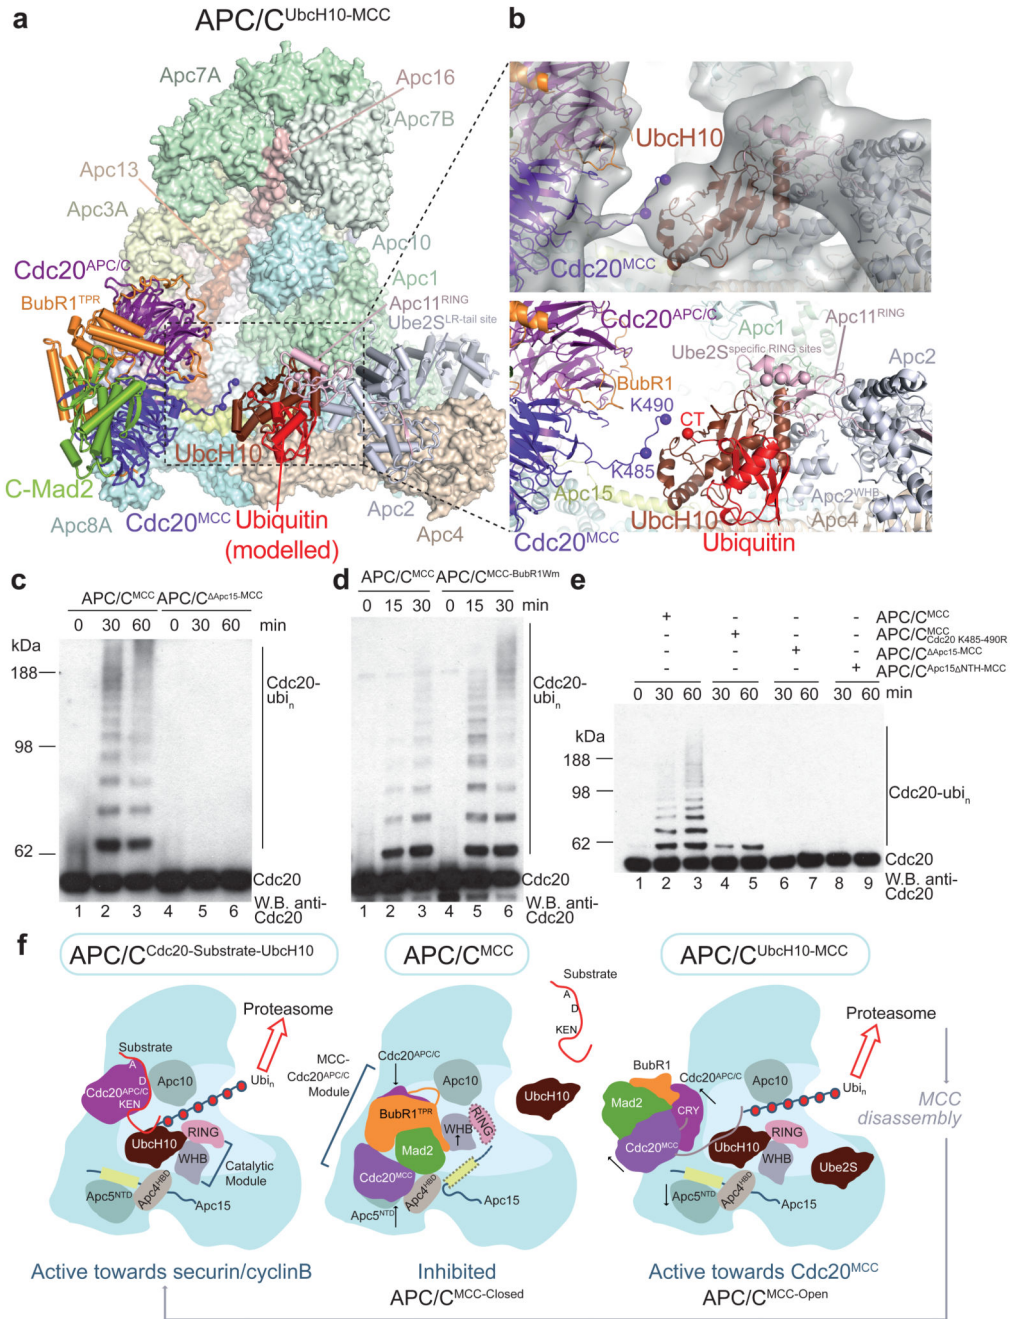 a
APC/C^UbcH10-MCC
Apc7A
Apc16
Apc7B
Apc13
Apc3A
Apc10
Cdc20^APC/C
Apc1
BubR1^TPR
Apc11^RING
Ube2S^LR-tail site
UbcH10
C-Mad2
Apc8A
Cdc20^MCC
Ubiquitin
(modelled)
Apc2
Apc4
b
UbcH10
Cdc20^MCC
Cdc20^APC/C
Apc1
Apc11^RING
Ube2S^specific RING sites
Apc2
BubR1
K490
CT
K485
Apc15
Apc2^WHB
UbcH10
Apc4
Cdc20^MCC
Ubiquitin
c
APC/C^MCC APC/C^ΔApc15-MCC
0 30 60 0 30 60 min
kDa
188
98
62
Cdc20-
ubi_n
Cdc20
1 2 3 4 5 6 W.B. anti-
Cdc20
d
APC/C^MCC APC/C^MCC-BubR1Wm
0 15 30 0 15 30 min
Cdc20-
ubi_n
Cdc20
1 2 3 4 5 6 W.B. anti-
Cdc20
e
+ - - - APC/C^MCC
- + - - APC/C^MCC_Cdc20 K485-490R
- - + - APC/C^ΔApc15-MCC
- - - + APC/C^Apc15ΔNTH-MCC
0 30 60 30 60 30 60 30 60 min
kDa
188
98
62
Cdc20-ubi_n
Cdc20
1 2 3 4 5 6 7 8 9 W.B. anti-
Cdc20
f
APC/C^Cdc20-Substrate-UbcH10
Proteasome
Substrate
A
D
Cdc20^APC/C
KEN
Apc10
Ubi_n
UbcH10
RING
WHB
Catalytic
Module
Apc5^NTD
Apc4^HBD
Apc15
Active towards securin/cyclinB
APC/C^MCC
Substrate
A
D
KEN
MCC-
Cdc20^APC/C
Module
Cdc20^APC/C
Apc10
BubR1^TPR
WHB
RING
Mad2
UbcH10
Cdc20^MCC
Apc4^HBD
Apc5^NTD
Apc15
Inhibited
APC/C^MCC-Closed
APC/C^UbcH10-MCC
Proteasome
BubR1
Cdc20^APC/C
Apc10
Ubi_n
Mad2
CRY
Cdc20^MCC
UbcH10
RING
WHB
Ube2S
Apc5^NTD
Apc4^HBD
Apc15
MCC
disassembly
Active towards Cdc20^MCC
APC/C^MCC-Open